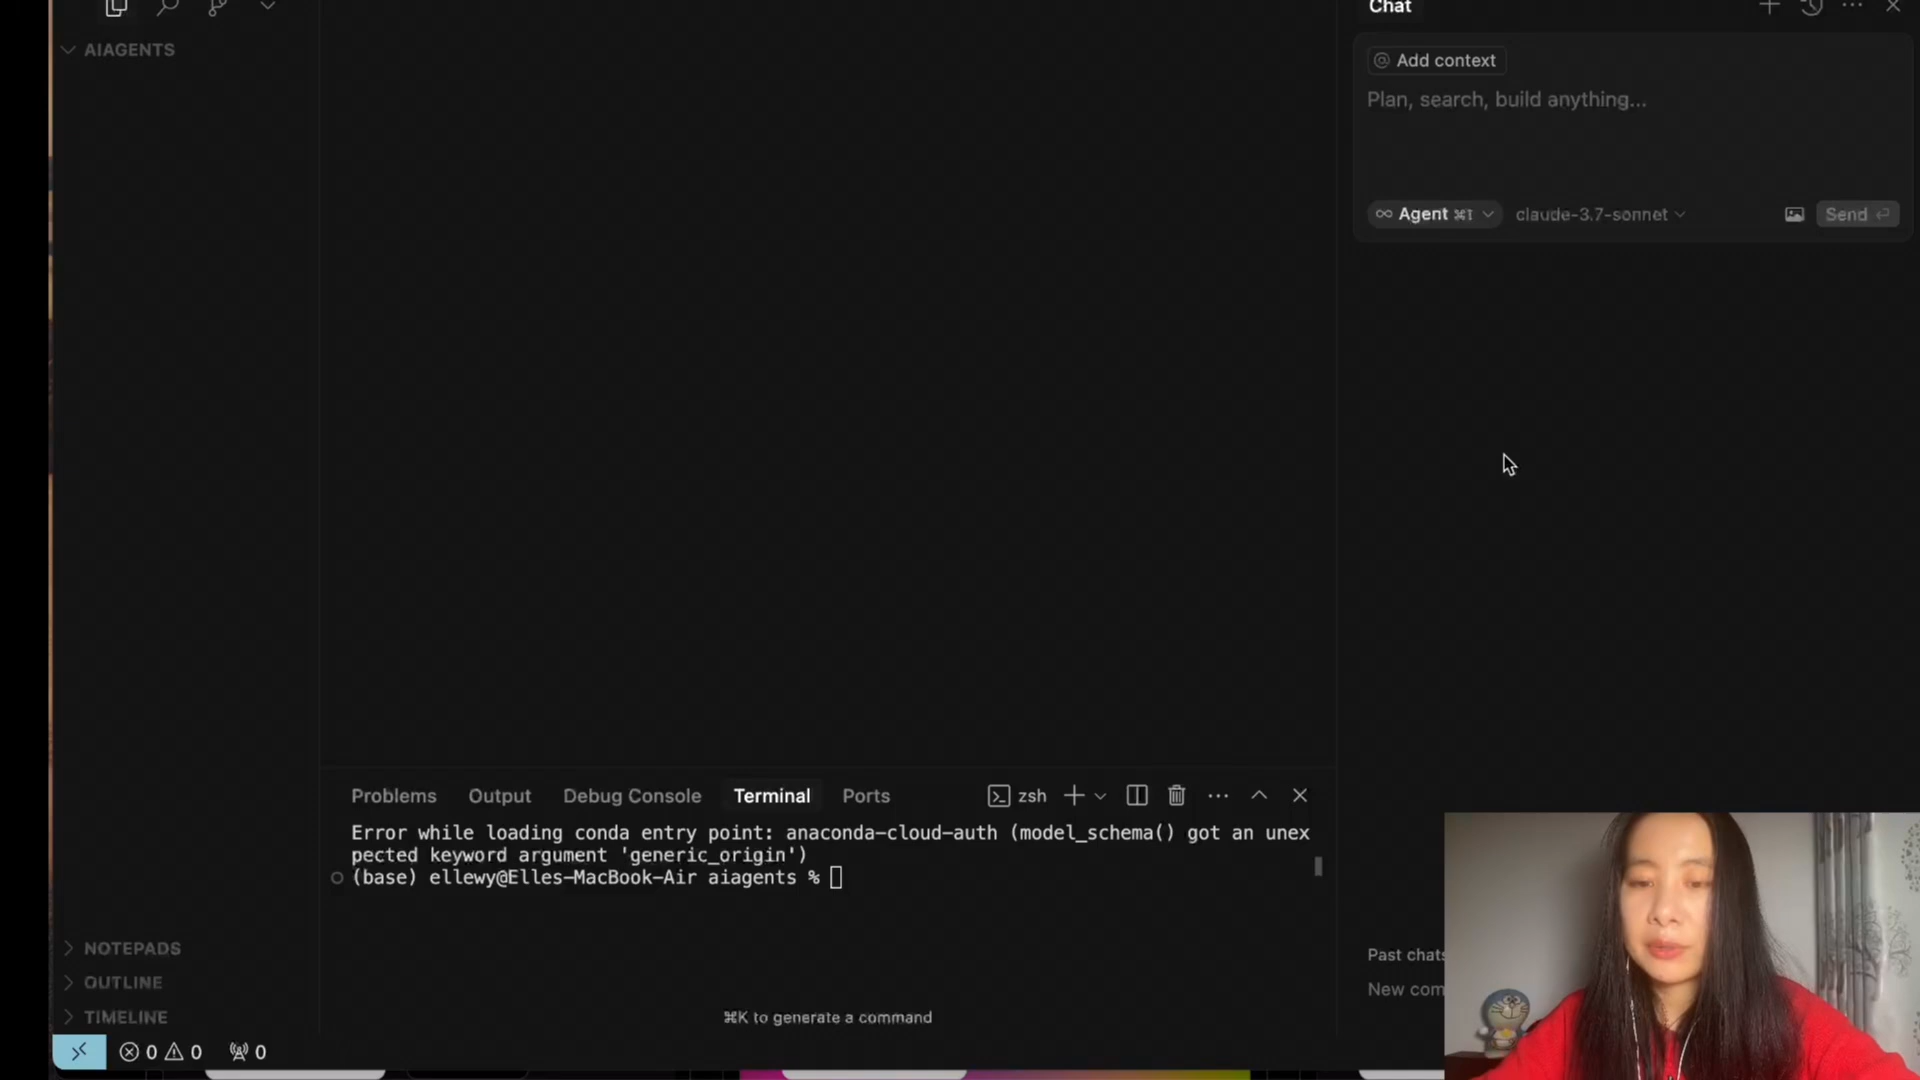 Chat
AIAGENTS
@ Add context
Plan, search, build anything...
∞ Agent ⌘I
claude-3.7-sonnet
Send ⏎
Problems Output Debug Console Terminal Ports
zsh
Error while loading conda entry point: anaconda-cloud-auth (model_schema() got an unex
pected keyword argument 'generic_origin')
(base) ellewy@Elles-MacBook-Air aiagents %
⌘K to generate a command
NOTEPADS
OUTLINE
TIMELINE
Past chats
New com
0 0 0